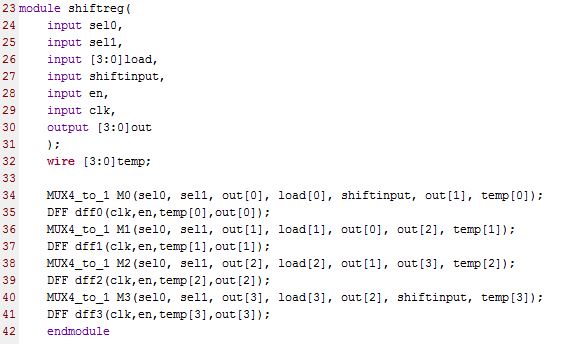 23 module shiftreg(
24     input sel0,
25     input sel1,
26     input [3:0]load,
27     input shiftinput,
28     input en,
29     input clk,
30     output [3:0]out
31     );
32     wire [3:0]temp;
33
34     MUX4_to_1 M0(sel0, sel1, out[0], load[0], shiftinput, out[1], temp[0]);
35     DFF dff0(clk,en,temp[0],out[0]);
36     MUX4_to_1 M1(sel0, sel1, out[1], load[1], out[0], out[2], temp[1]);
37     DFF dff1(clk,en,temp[1],out[1]);
38     MUX4_to_1 M2(sel0, sel1, out[2], load[2], out[1], out[3], temp[2]);
39     DFF dff2(clk,en,temp[2],out[2]);
40     MUX4_to_1 M3(sel0, sel1, out[3], load[3], out[2], shiftinput, temp[3]);
41     DFF dff3(clk,en,temp[3],out[3]);
42     endmodule